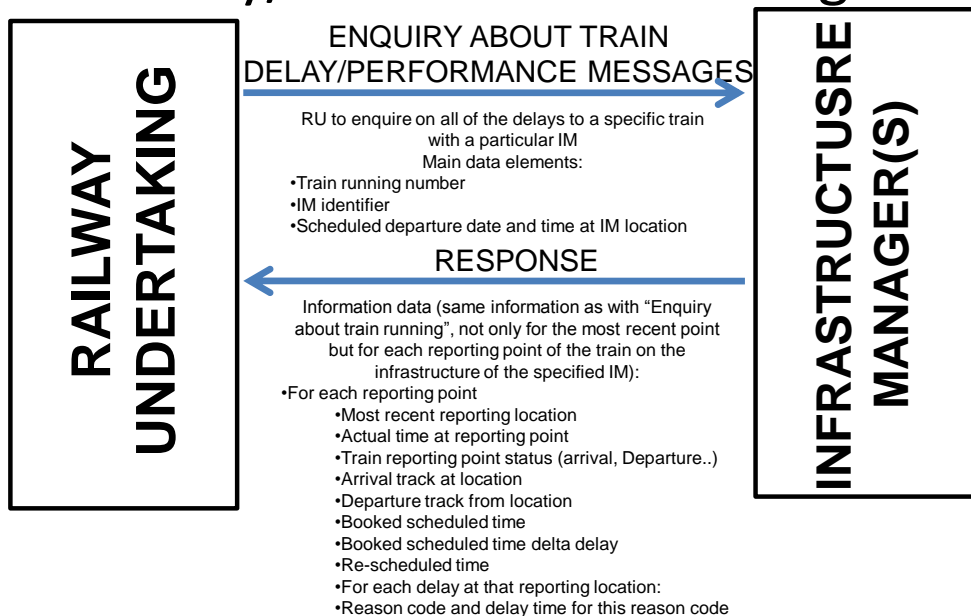 RAILWAY
UNDERTAKING
ENQUIRY ABOUT TRAIN
DELAY/PERFORMANCE MESSAGES
RU to enquire on all of the delays to a specific train
with a particular IM
Main data elements:
•Train running number
•IM identifier
•Scheduled departure date and time at IM location
RESPONSE
Information data (same information as with “Enquiry
about train running”, not only for the most recent point
but for each reporting point of the train on the
infrastructure of the specified IM):
•For each reporting point
•Most recent reporting location
•Actual time at reporting point
•Train reporting point status (arrival, Departure..)
•Arrival track at location
•Departure track from location
•Booked scheduled time
•Booked scheduled time delta delay
•Re-scheduled time
•For each delay at that reporting location:
•Reason code and delay time for this reason code
INFRASTRUCTUSRE
MANAGER(S)